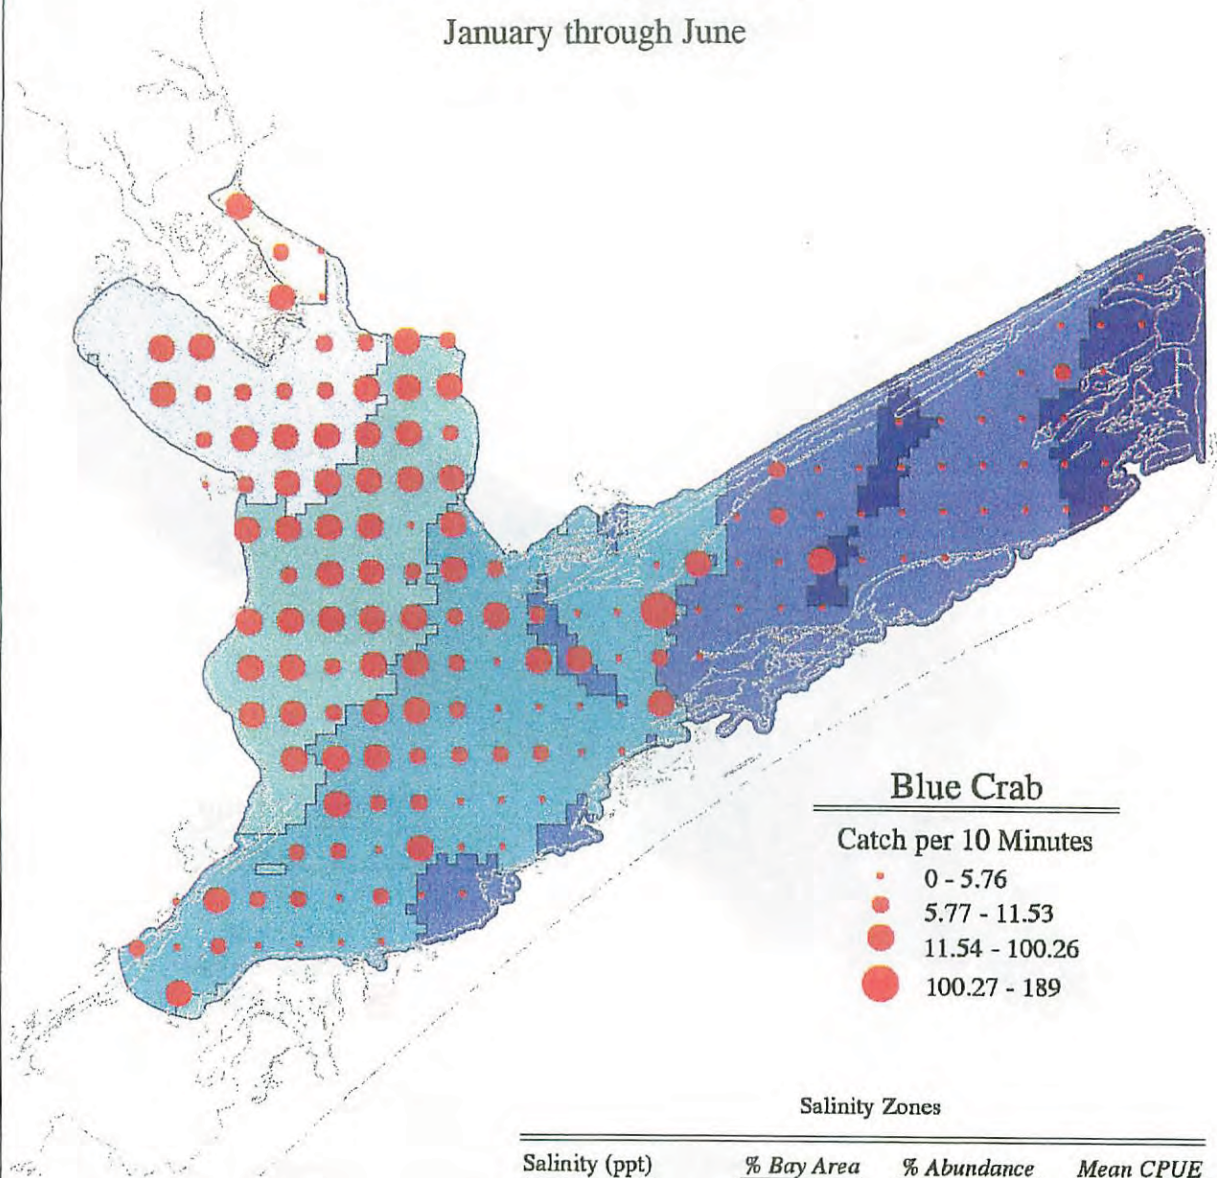 January through June
Blue Crab
Catch per 10 Minutes
0 - 5.76
5.77 - 11.53
11.54 - 100.26
100.27 - 189
Salinity Zones
Salinity (ppt) % Bay Area % Abundance Mean CPUE